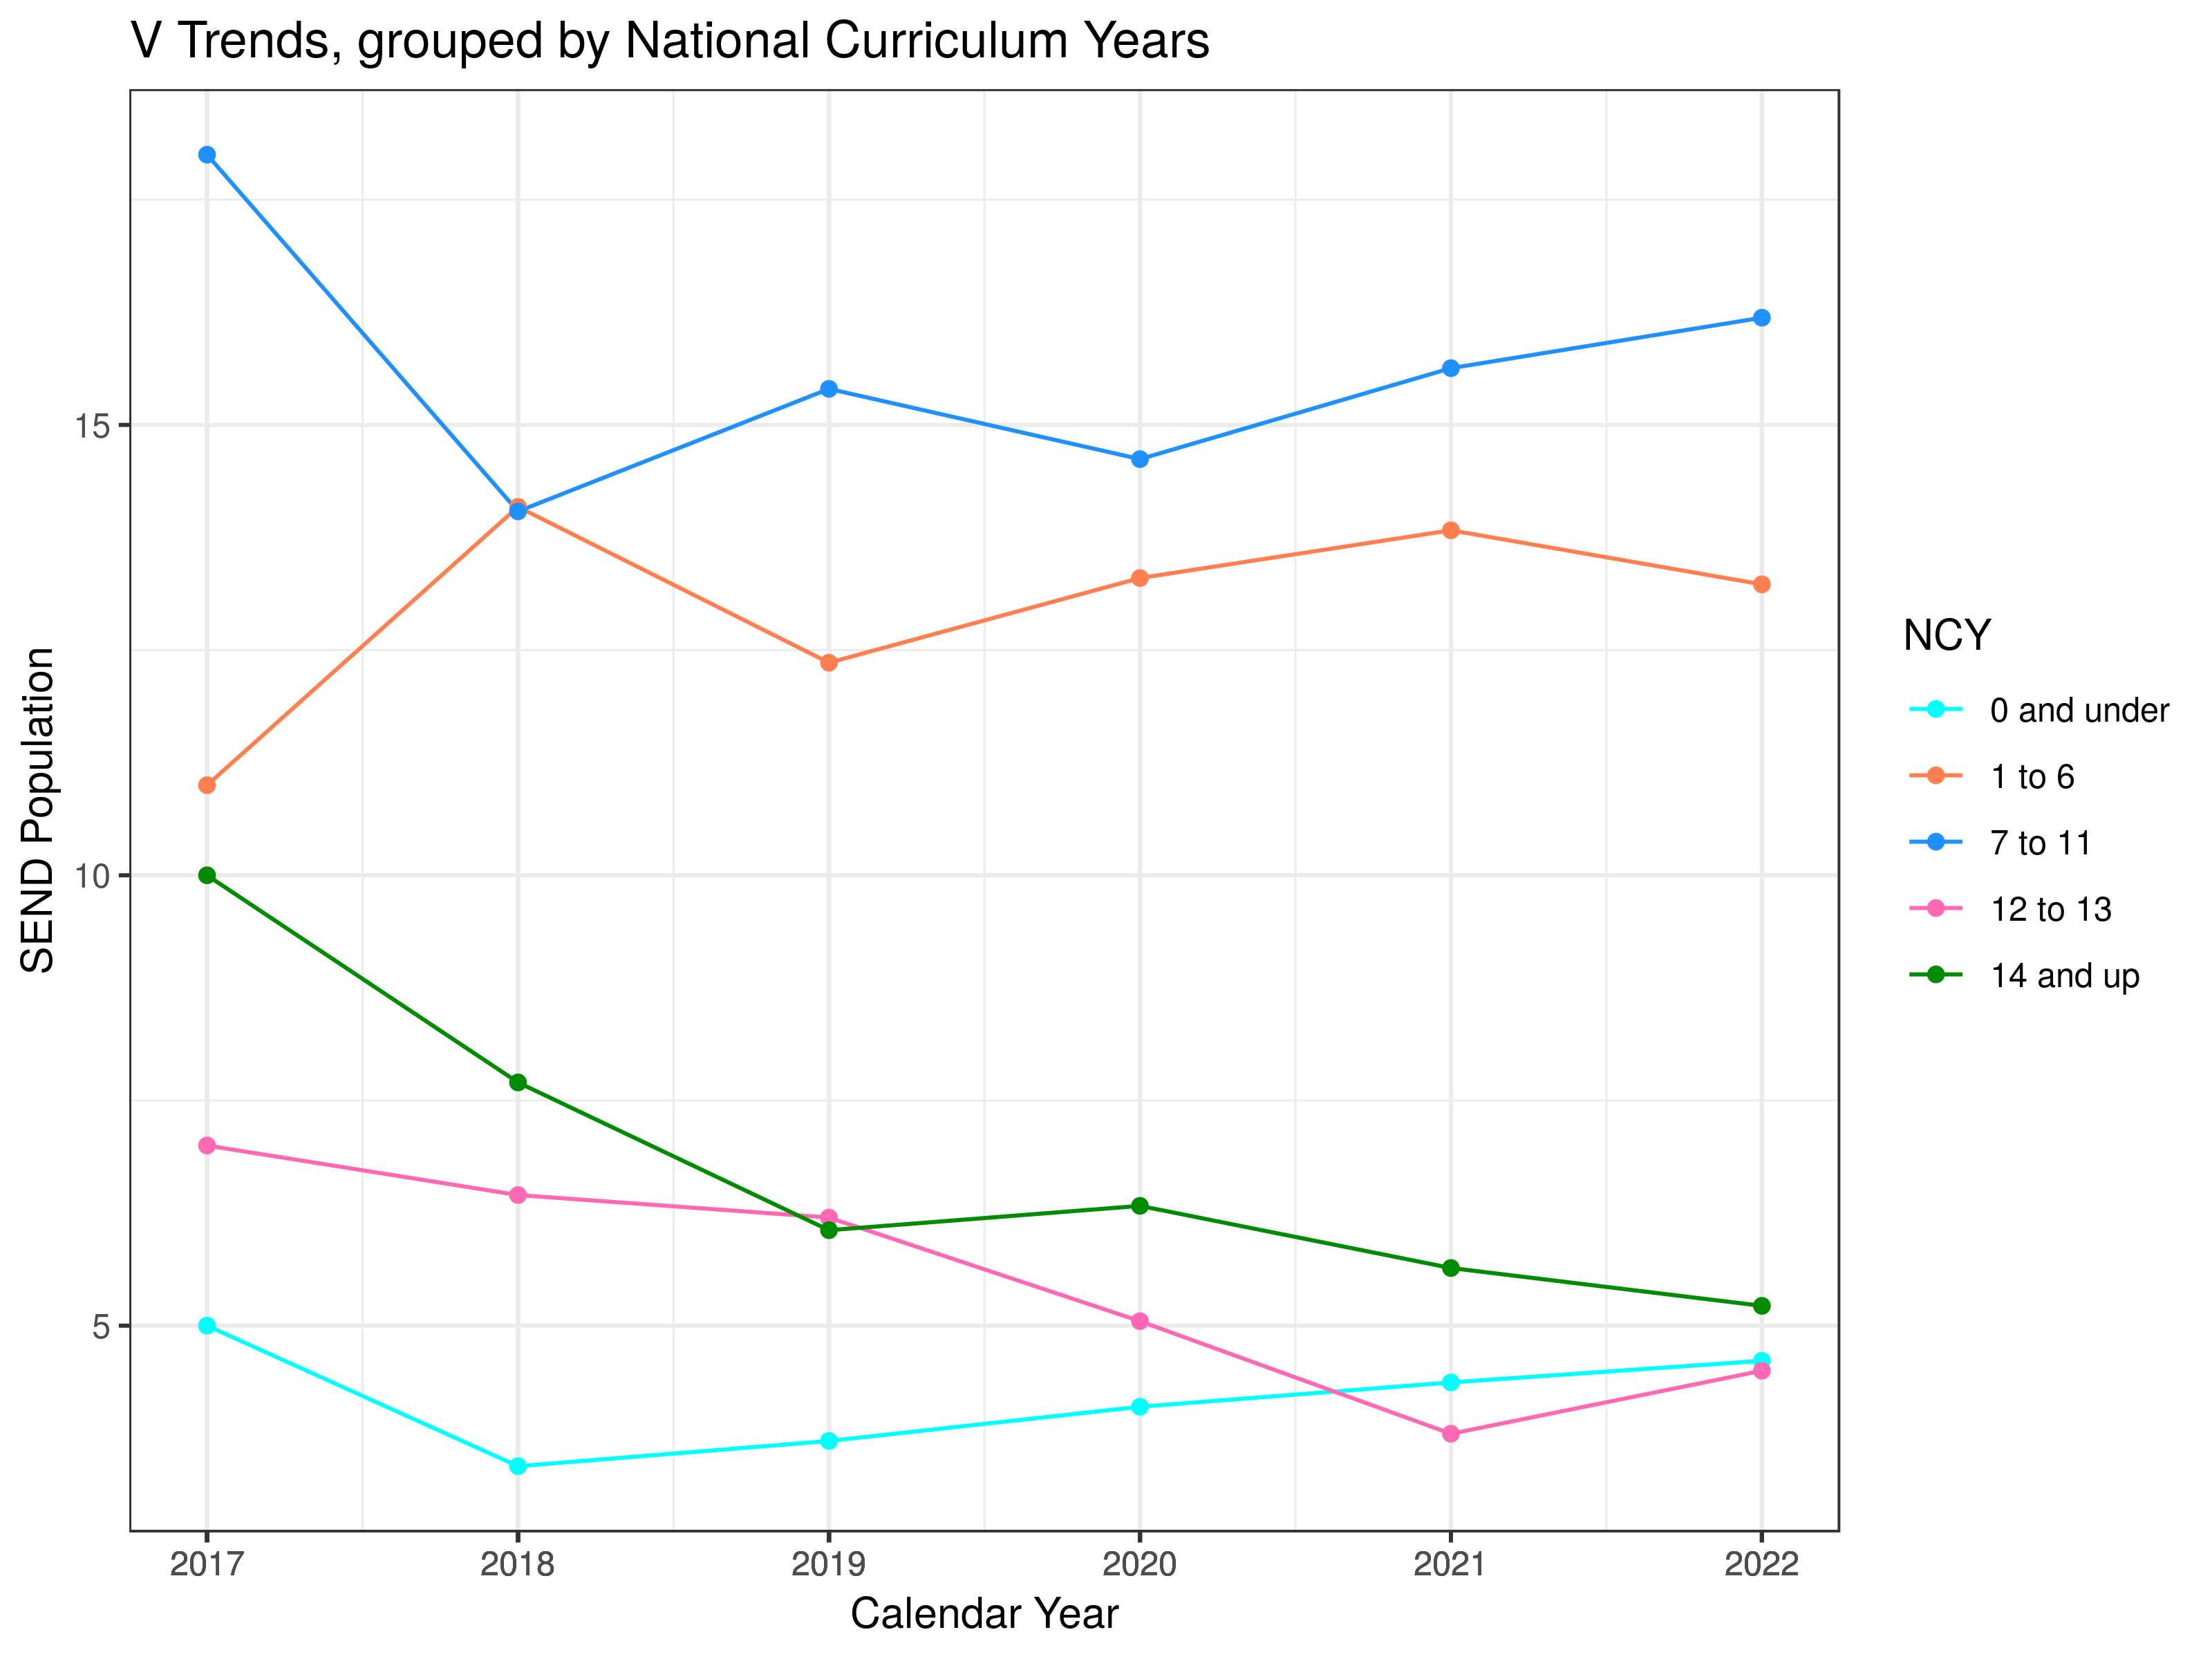 V Trends, grouped by National Curriculum Years
SEND Population
15
10
5
2017 2018 2019 2020 2021 2022
Calendar Year
NCY
0 and under
1 to 6
7 to 11
12 to 13
14 and up